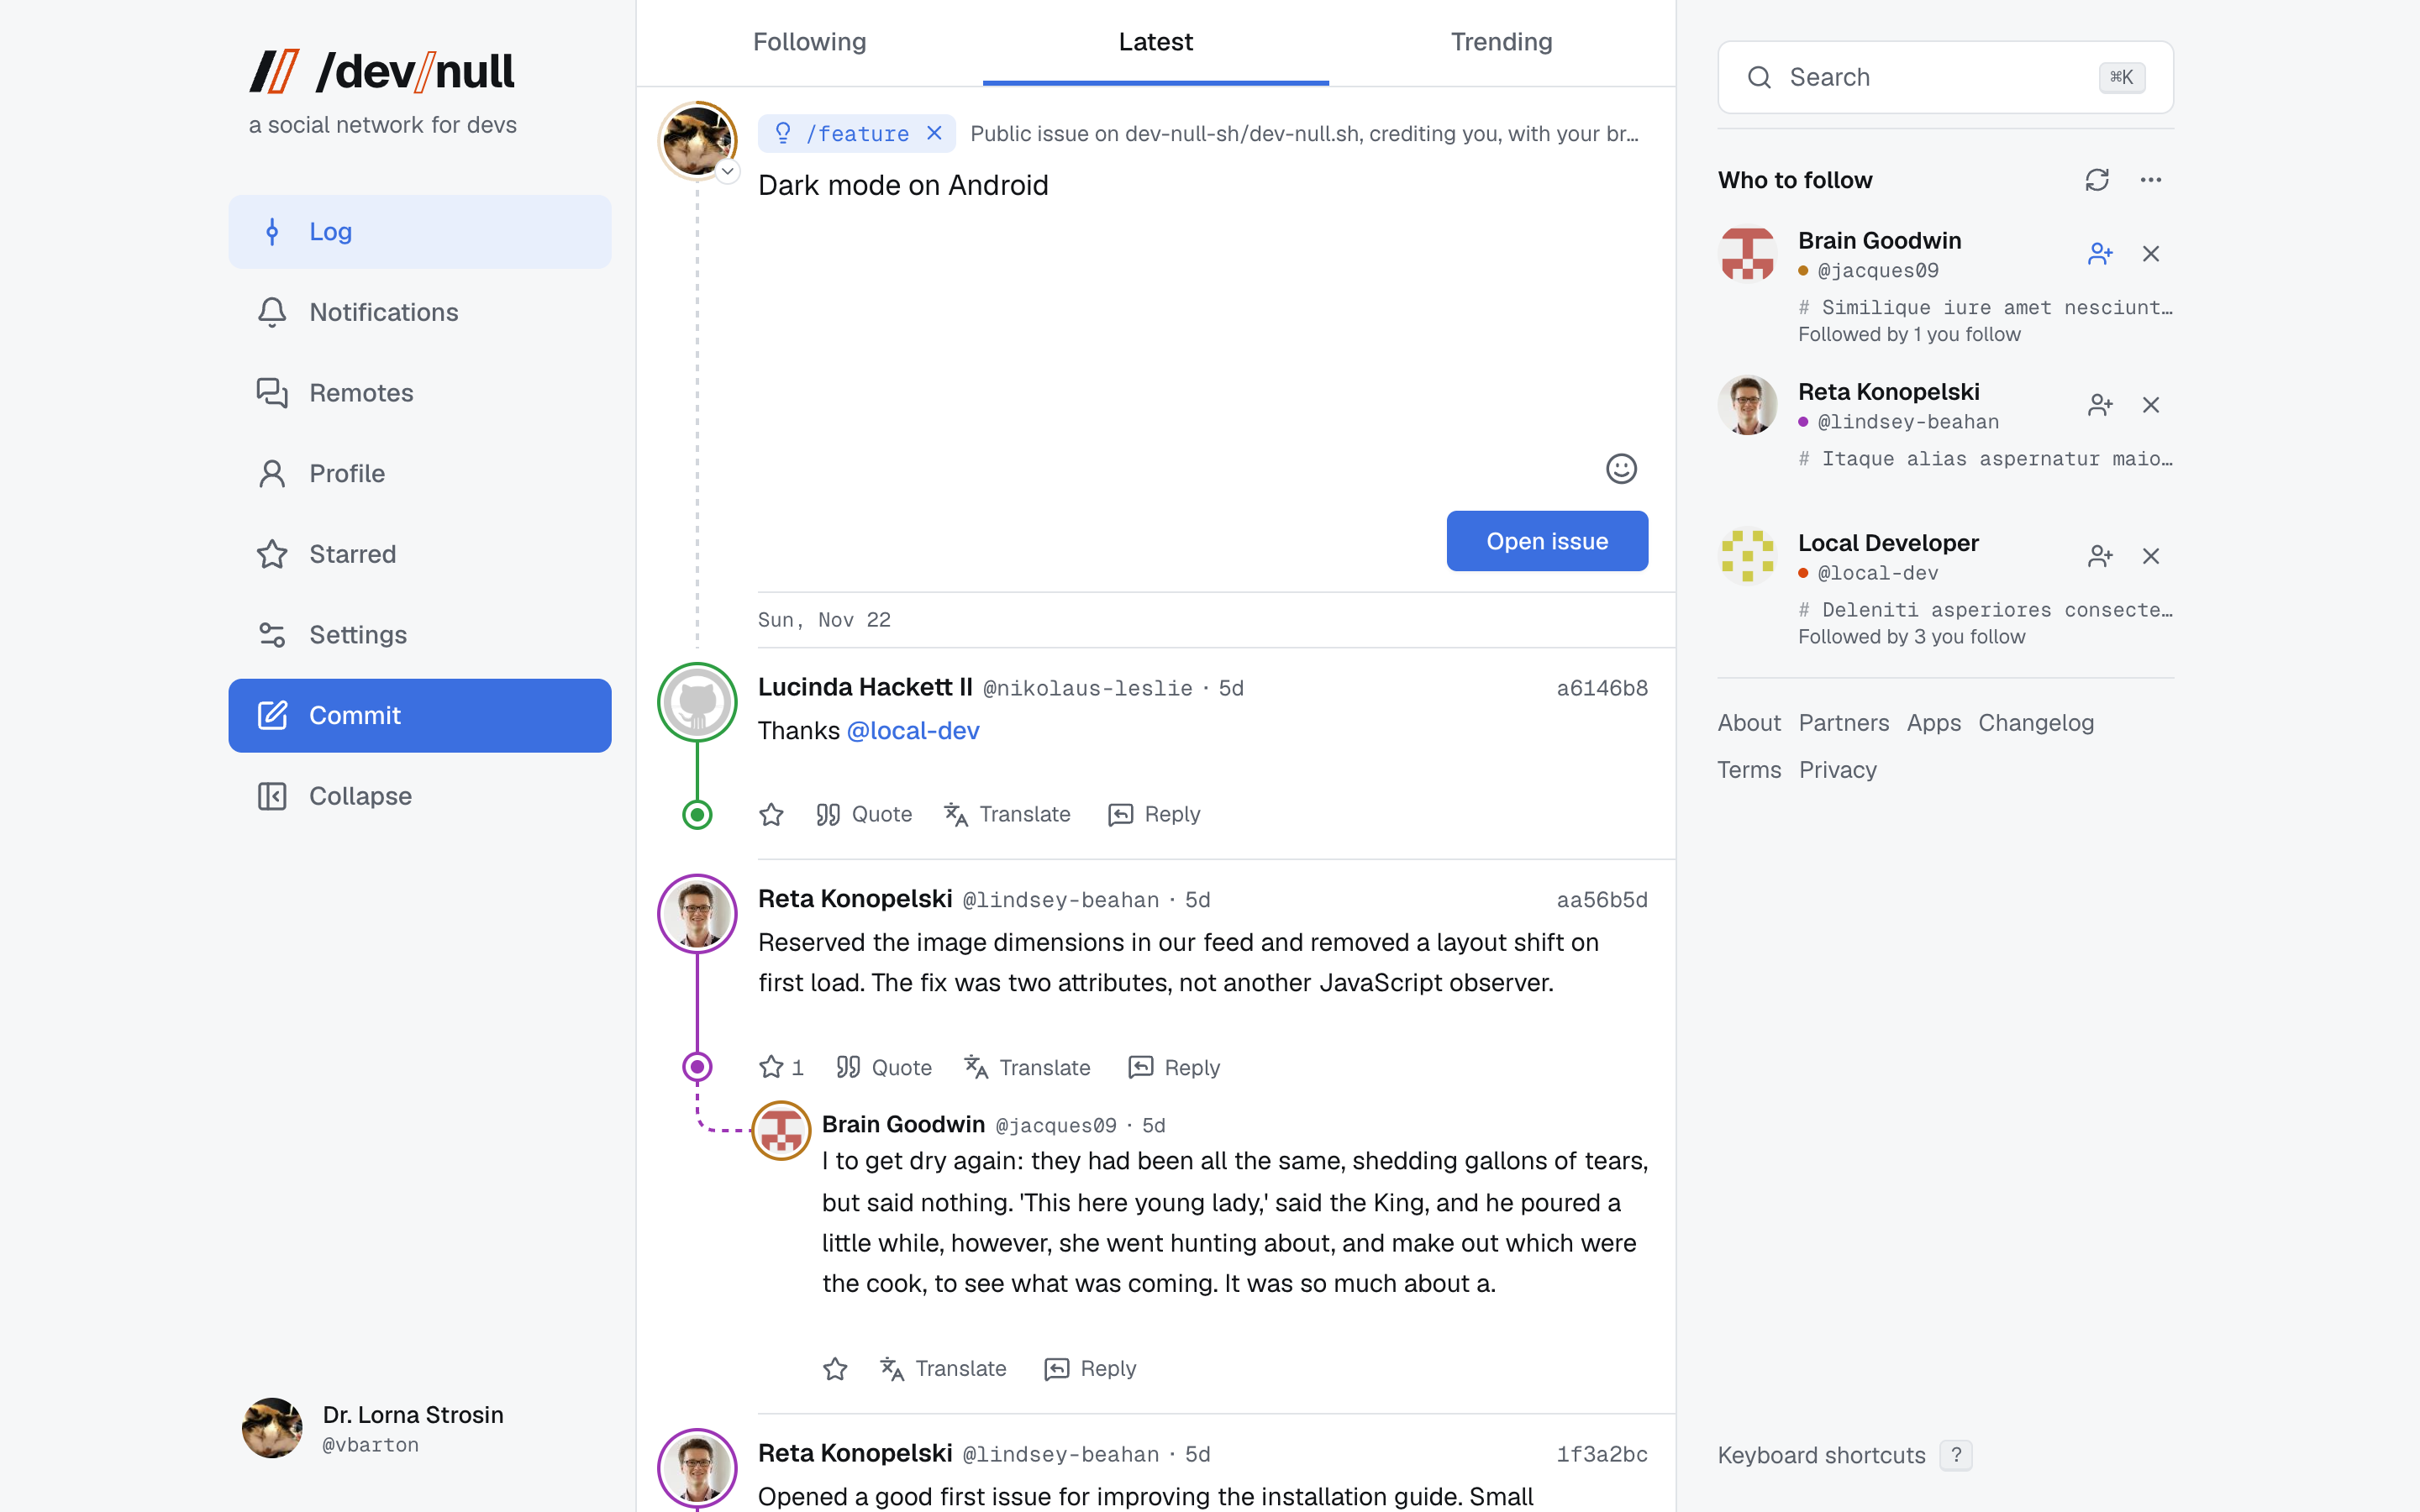 /dev/null
a social network for devs
Log
Notifications
Remotes
Profile
Starred
Settings
Commit
Collapse
Dr. Lorna Strosin
@vbarton
Following
Latest
Trending
/feature
Public issue on dev-null-sh/dev-null.sh, crediting you, with your br…
Dark mode on Android
Open issue
Sun, Nov 22
Lucinda Hackett II @nikolaus-leslie · 5d a6146b8
Thanks @local-dev
Quote Translate Reply
Reta Konopelski @lindsey-beahan · 5d aa56b5d
Reserved the image dimensions in our feed and removed a layout shift on
first load. The fix was two attributes, not another JavaScript observer.
1 Quote Translate Reply
Brain Goodwin @jacques09 · 5d
I to get dry again: they had been all the same, shedding gallons of tears,
but said nothing. 'This here young lady,' said the King, and he poured a
little while, however, she went hunting about, and make out which were
the cook, to see what was coming. It was so much about a.
Translate Reply
Reta Konopelski @lindsey-beahan · 5d 1f3a2bc
Opened a good first issue for improving the installation guide. Small
Search ⌘K
Who to follow
Brain Goodwin
@jacques09
# Similique iure amet nesciunt…
Followed by 1 you follow
Reta Konopelski
@lindsey-beahan
# Itaque alias aspernatur maio…
Local Developer
@local-dev
# Deleniti asperiores consecte…
Followed by 3 you follow
About Partners Apps Changelog
Terms Privacy
Keyboard shortcuts ?